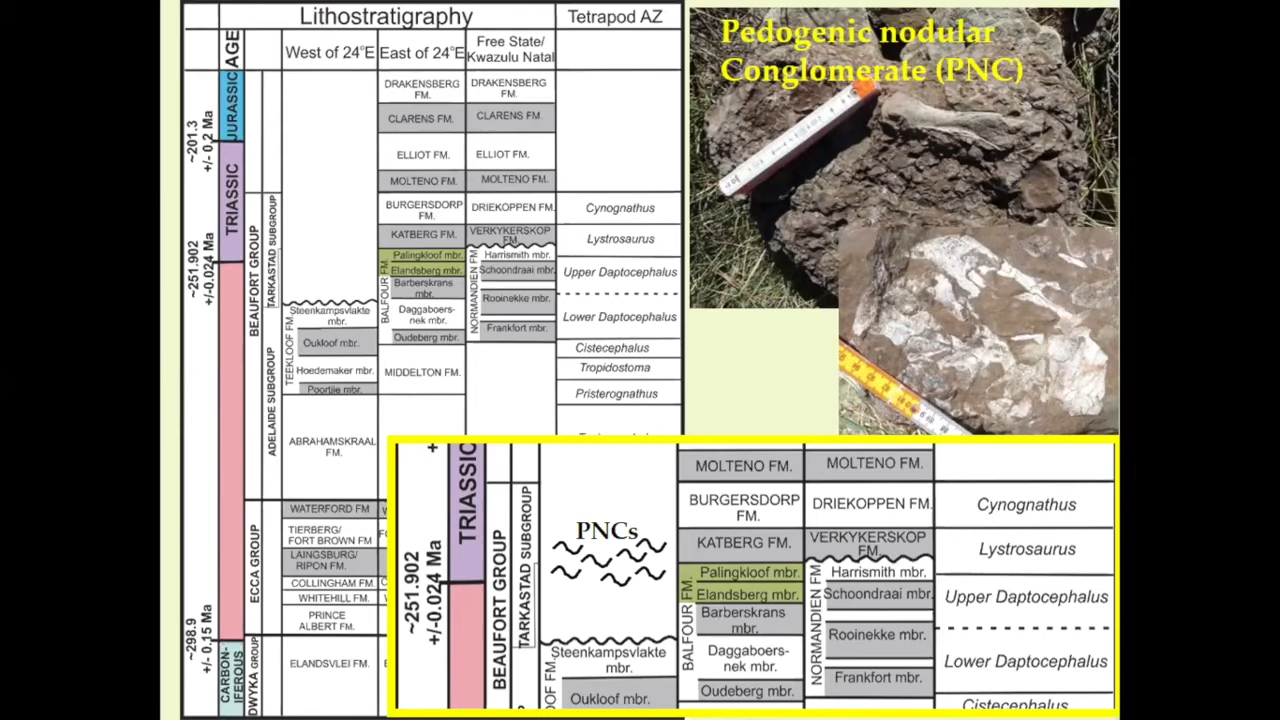 Lithostratigraphy
Tetrapod AZ
AGE
West of 24°E
East of 24°E
Free State/
Kwazulu Natal
~201.3
+/- 0.2 Ma
~251.902
+/-0.024 Ma
~298.9
+/- 0.15 Ma
JURASSIC
TRIASSIC
CARBON-
IFEROUS
BEAUFORT GROUP
TARKASTAD SUBGROUP
ADELAIDE SUBGROUP
ECCA GROUP
DWYKA GROUP
TEEKLOOF FM.
Steenkampsvlakte
mbr.
Oukloof mbr.
Hoedemaker mbr.
Poortjie mbr.
ABRAHAMSKRAAL
FM.
WATERFORD FM
TIERBERG/
FORT BROWN FM
LAINGSBURG/
RIPON FM.
COLLINGHAM FM.
WHITEHILL FM.
PRINCE
ALBERT FM.
ELANDSVLEI FM.
DRAKENSBERG
FM.
CLARENS FM.
ELLIOT FM.
MOLTENO FM.
BURGERSDORP
FM.
KATBERG FM.
BALFOUR FM.
Palingkloof mbr.
Elandsberg mbr.
Barberskrans
mbr.
Daggaboers-
nek mbr.
Oudeberg mbr.
MIDDELTON FM.
DRAKENSBERG
FM.
CLARENS FM.
ELLIOT FM.
MOLTENO FM.
DRIEKOPPEN FM.
VERKYKERSKOP
FM.
NORMANDIEN FM.
Harrismith mbr.
Schoondraai mbr.
Rooinekke mbr.
Frankfort mbr.
Cynognathus
Lystrosaurus
Upper Daptocephalus
Lower Daptocephalus
Cistecephalus
Tropidostoma
Pristerognathus
Pedogenic nodular
Conglomerate (PNC)
~251.902
+/-0.024 Ma
TRIASSIC
BEAUFORT GROUP
TARKASTAD SUBGROUP
PNCs
OOF FM.
Steenkampsvlakte
mbr.
Oukloof mbr.
MOLTENO FM.
BURGERSDORP
FM.
KATBERG FM.
BALFOUR FM.
Palingkloof mbr.
Elandsberg mbr.
Barberskrans
mbr.
Daggaboers-
nek mbr.
Oudeberg mbr.
MOLTENO FM.
DRIEKOPPEN FM.
VERKYKERSKOP
FM.
NORMANDIEN FM.
Harrismith mbr.
Schoondraai mbr.
Rooinekke mbr.
Frankfort mbr.
Cynognathus
Lystrosaurus
Upper Daptocephalus
Lower Daptocephalus
Cistecephalus